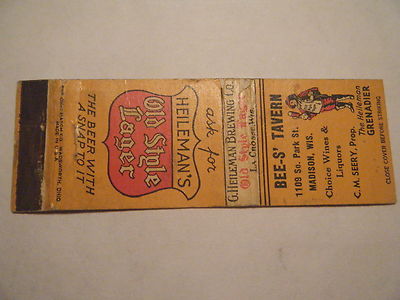 The Heileman
GRENADIER
BEE-S' TAVERN
1109 So. Park St.
MADISON, WIS.
Choice Wines &
Liquors
C.M. SEERY, Prop.
CLOSE COVER BEFORE STRIKING
G. HEILEMAN BREWING CO.
Old Style Lager
La Crosse, Wis.
ask for
HEILEMAN'S
Old Style
Lager
THE BEER WITH
A SNAP TO IT
MADE IN U.S.A.